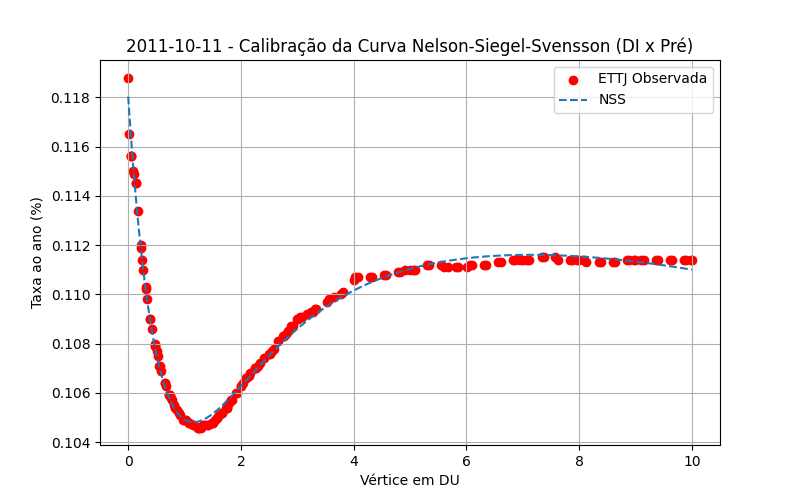 2011-10-11 - Calibração da Curva Nelson-Siegel-Svensson (DI x Pré)
ETTJ Observada
NSS
Taxa ao ano (%)
0.118
0.116
0.114
0.112
0.110
0.108
0.106
0.104
0 2 4 6 8 10
Vértice em DU